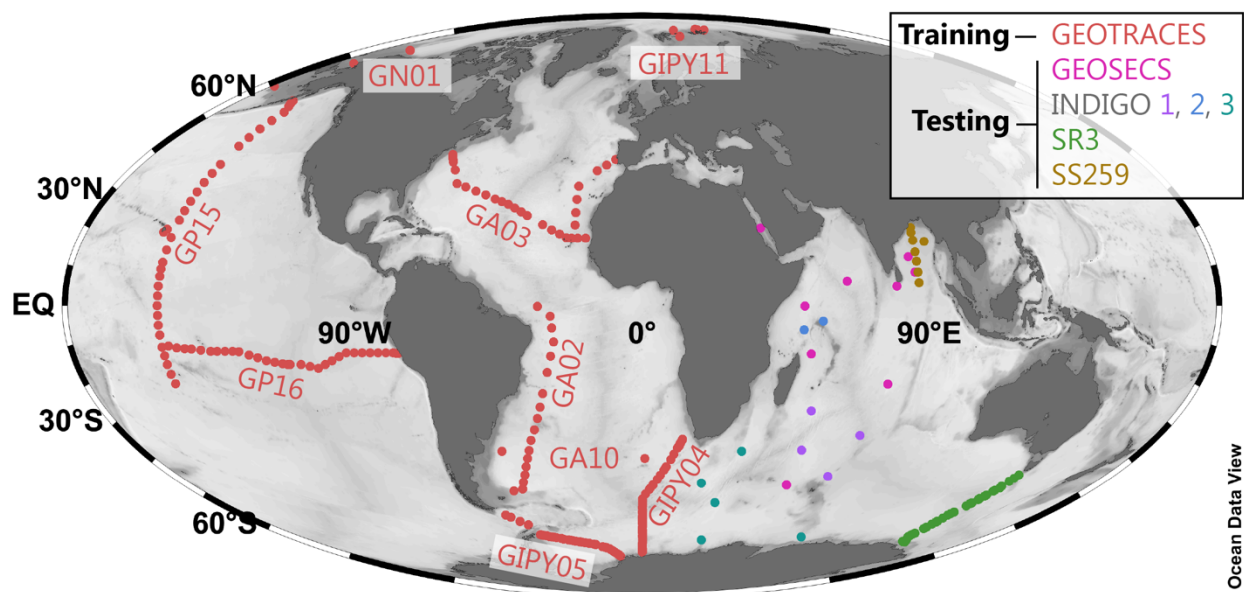 Training — GEOTRACES
GEOSECS
INDIGO 1, 2, 3
Testing
SR3
SS259
GN01
GIPY11
60°N
30°N
GP15
GA03
EQ
90°W
0°
90°E
GP16
GA02
30°S
GA10
GIPY04
60°S
GIPY05
Ocean Data View